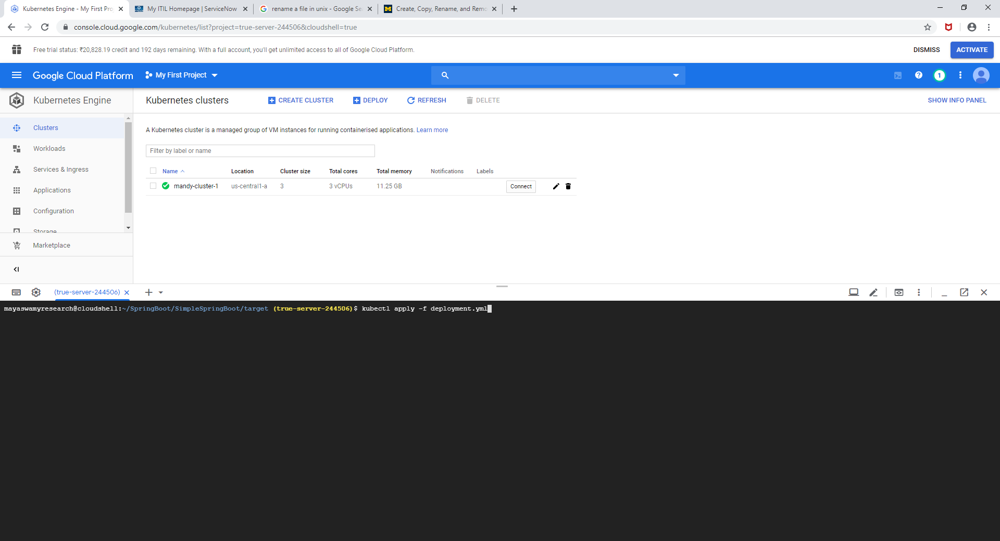 Kubernetes Engine - My First Pro
My ITIL Homepage | ServiceNow
rename a file in unix - Google Se
Create, Copy, Rename, and Remo
console.cloud.google.com/kubernetes/list?project=true-server-244506&cloudshell=true
Free trial status: ₹20,828.19 credit and 192 days remaining. With a full account, you'll get unlimited access to all of Google Cloud Platform.
DISMISS
ACTIVATE
Google Cloud Platform
My First Project
1
Kubernetes Engine
Kubernetes clusters
CREATE CLUSTER
DEPLOY
REFRESH
DELETE
SHOW INFO PANEL
Clusters
Workloads
Services & Ingress
Applications
Configuration
Storage
Marketplace
A Kubernetes cluster is a managed group of VM instances for running containerised applications. Learn more
Filter by label or name
Name Location Cluster size Total cores Total memory Notifications Labels
mandy-cluster-1 us-central1-a 3 3 vCPUs 11.25 GB Connect
(true-server-244506)
mayaswamyresearch@cloudshell:~/SpringBoot/SimpleSpringBoot/target (true-server-244506)$ kubectl apply -f deployment.yml